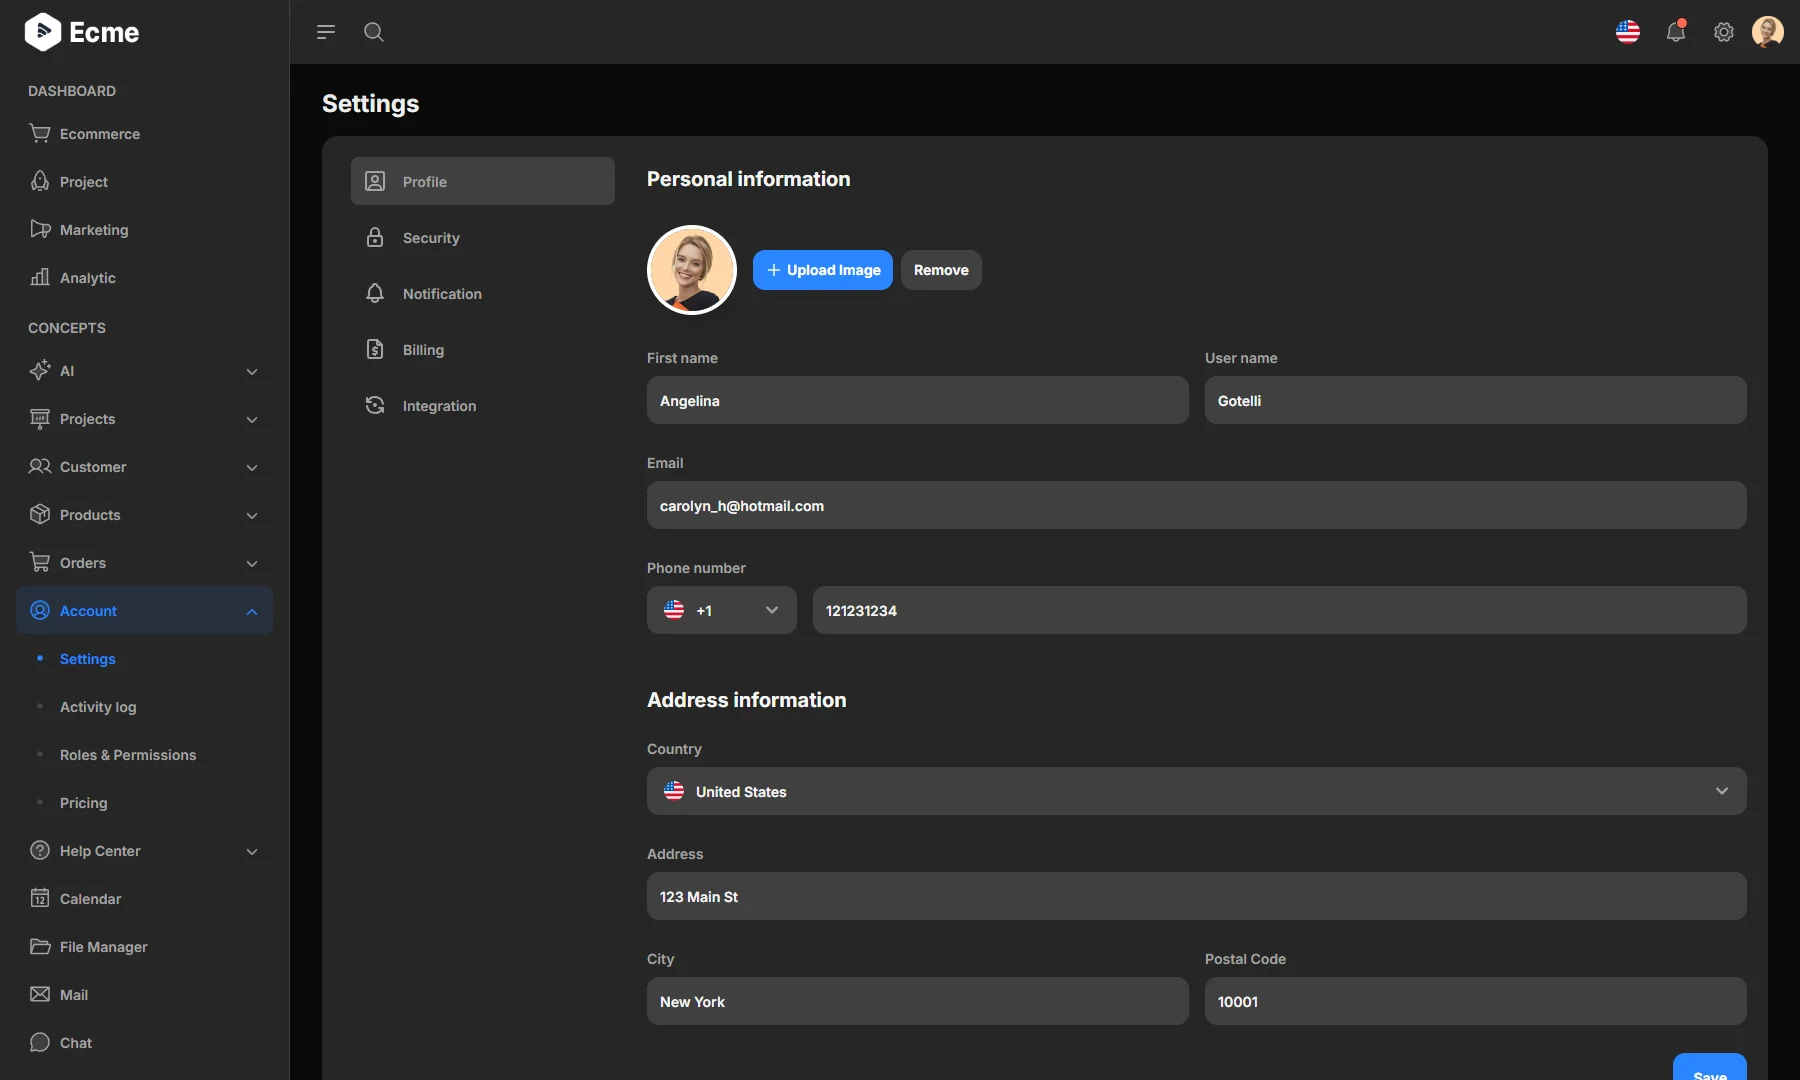 Ecme
DASHBOARD
Ecommerce
Project
Marketing
Analytic
CONCEPTS
AI
Projects
Customer
Products
Orders
Account
Settings
Activity log
Roles & Permissions
Pricing
Help Center
12
Calendar
File Manager
Mail
Chat
Settings
Profile
Security
Notification
Billing
Integration
Personal information
Upload Image
Remove
First name
User name
Angelina
Gotelli
Email
carolyn_h@hotmail.com
Phone number
+1
121231234
Address information
Country
United States
Address
123 Main St
City
Postal Code
New York
10001
Save